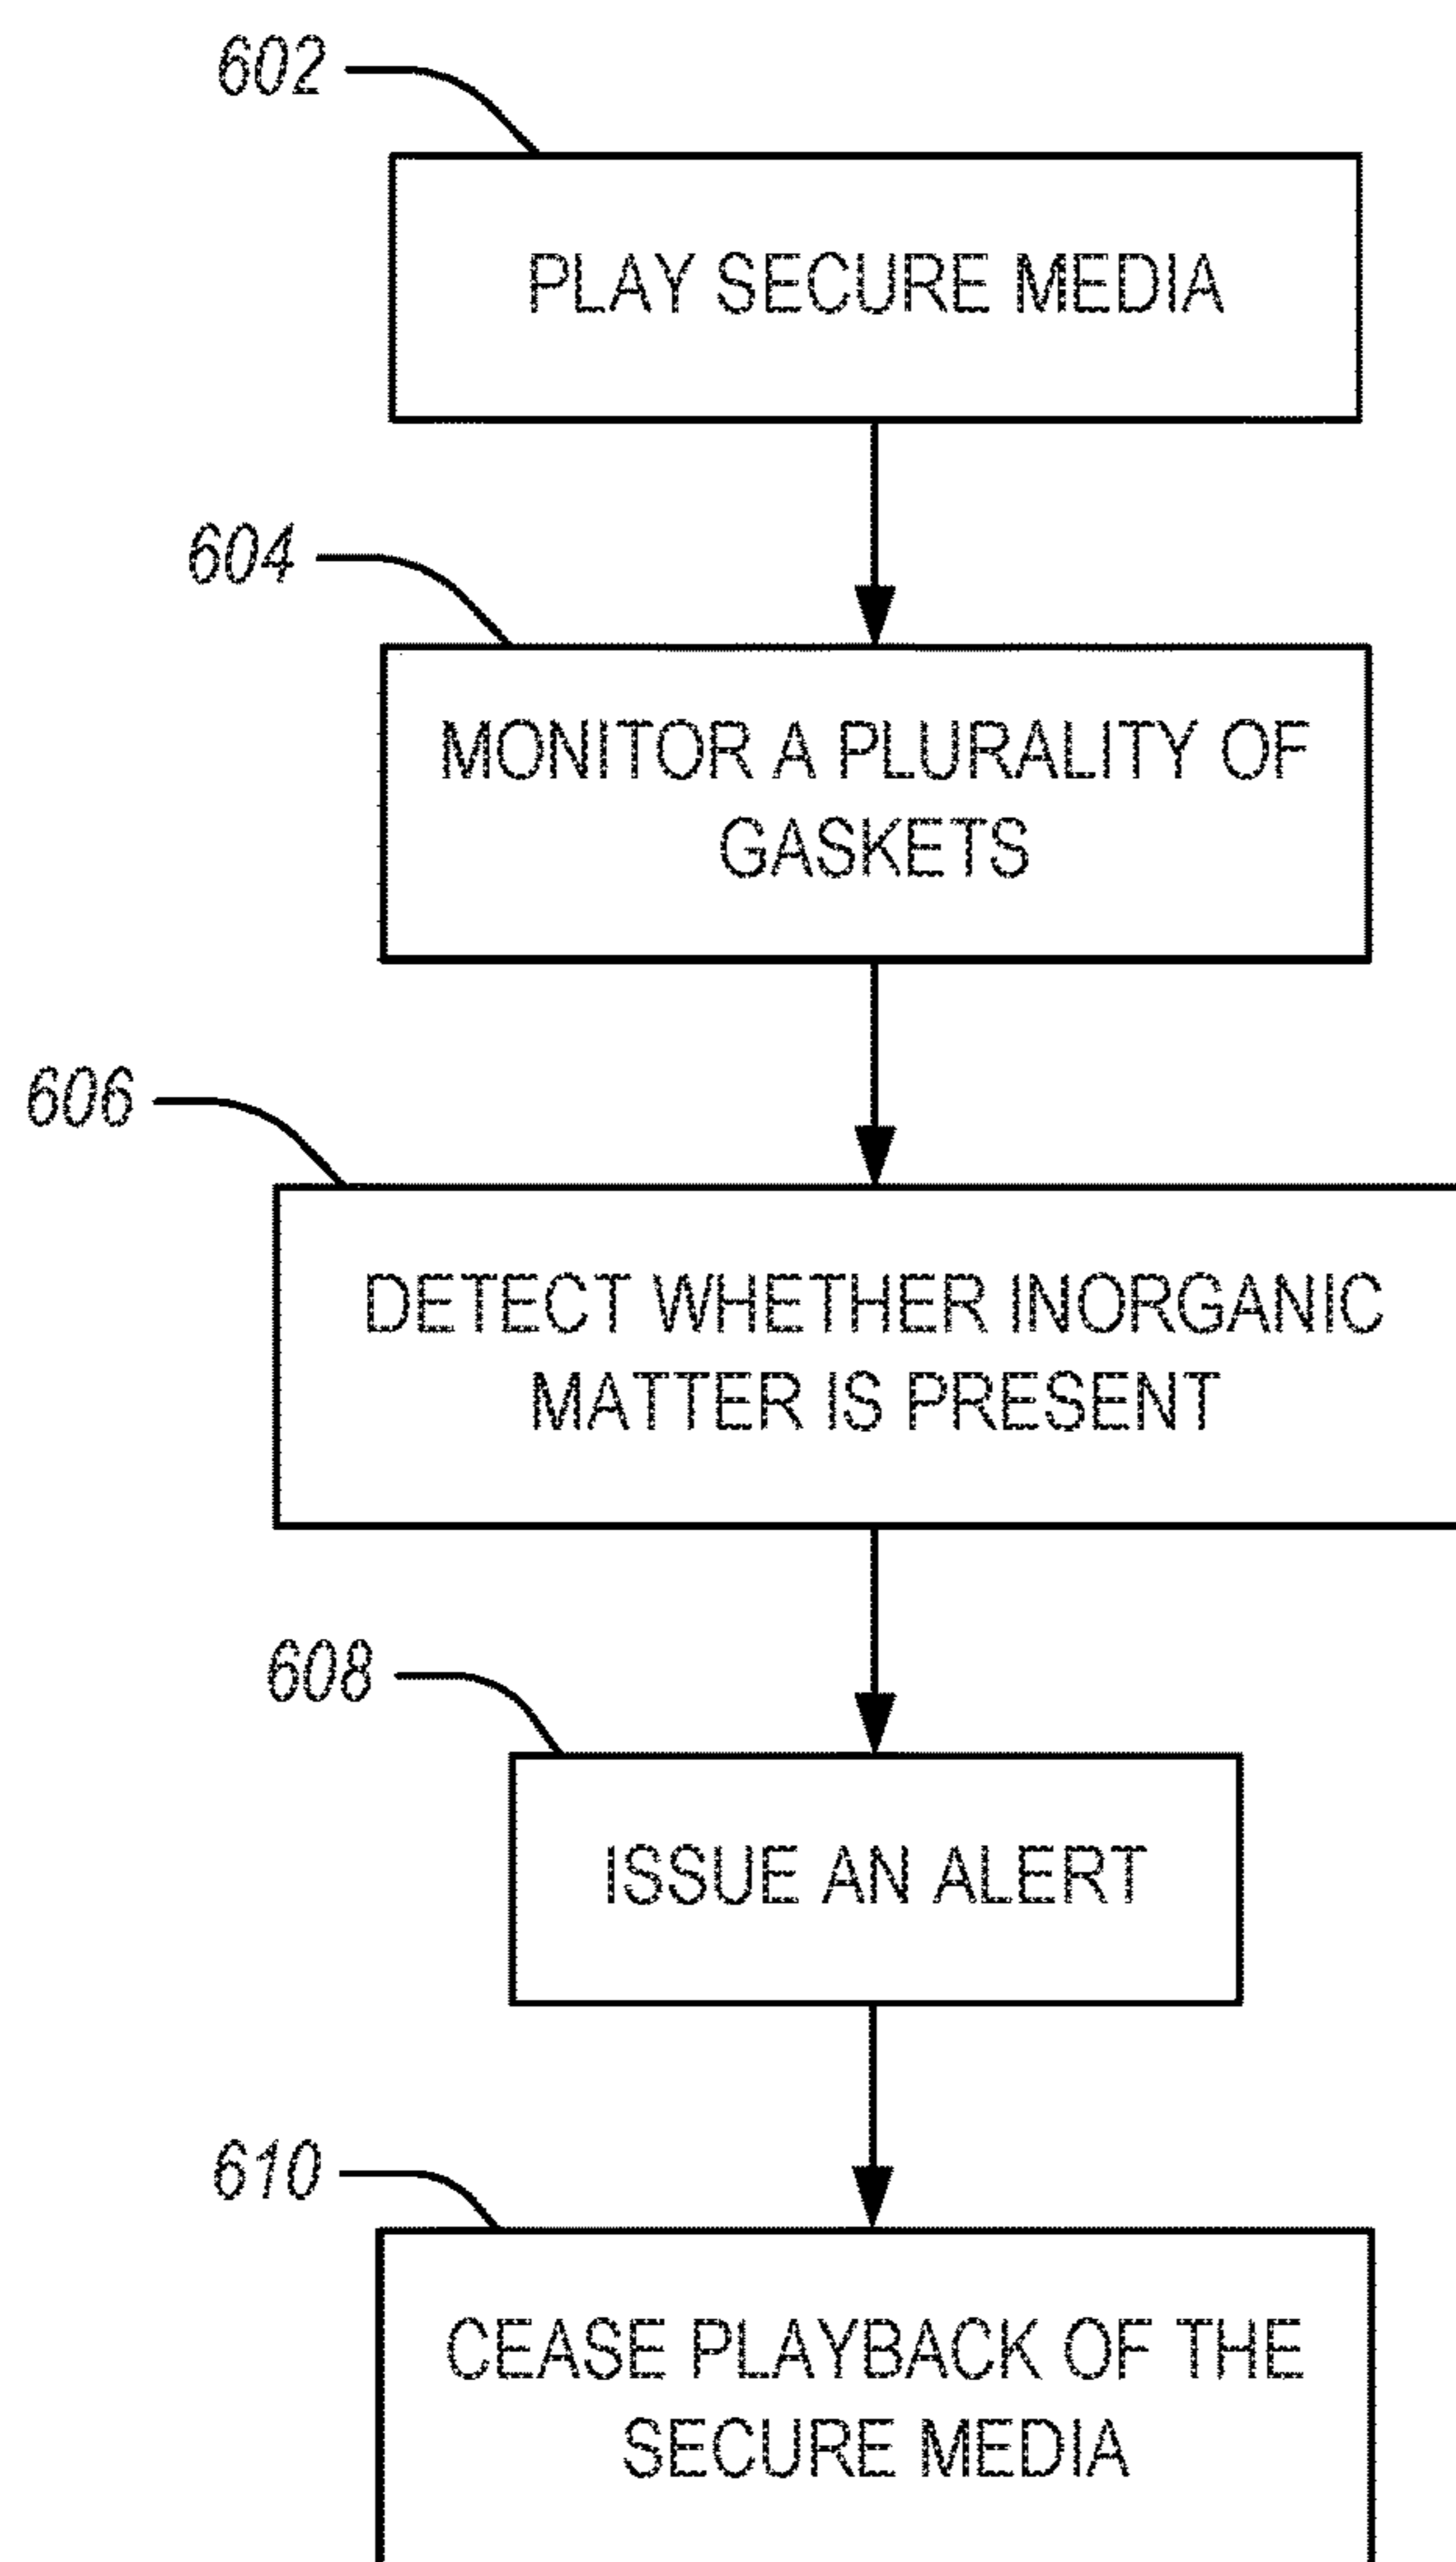 602
PLAY SECURE MEDIA
604
MONITOR A PLURALITY OF
GASKETS
606
DETECT WHETHER INORGANIC
MATTER IS PRESENT
608
ISSUE AN ALERT
610
CEASE PLAYBACK OF THE
SECURE MEDIA